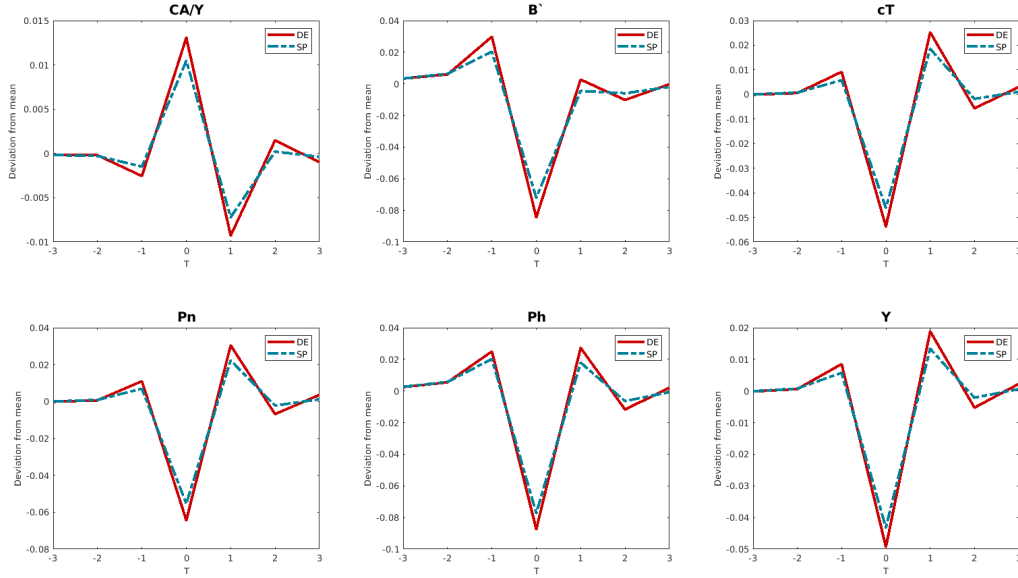 CA/Y
0.015
0.01
0.005
0
-0.005
-0.01
Deviation from mean
-3 -2 -1 0 1 2 3
T
DE
SP
B`
0.04
0.02
0
-0.02
-0.04
-0.06
-0.08
-0.1
Deviation from mean
-3 -2 -1 0 1 2 3
T
DE
SP
cT
0.03
0.02
0.01
0
-0.01
-0.02
-0.03
-0.04
-0.05
-0.06
Deviation from mean
-3 -2 -1 0 1 2 3
T
DE
SP
Pn
0.04
0.02
0
-0.02
-0.04
-0.06
-0.08
Deviation from mean
-3 -2 -1 0 1 2 3
T
DE
SP
Ph
0.04
0.02
0
-0.02
-0.04
-0.06
-0.08
-0.1
Deviation from mean
-3 -2 -1 0 1 2 3
T
DE
SP
Y
0.02
0.01
0
-0.01
-0.02
-0.03
-0.04
-0.05
Deviation from mean
-3 -2 -1 0 1 2 3
T
DE
SP